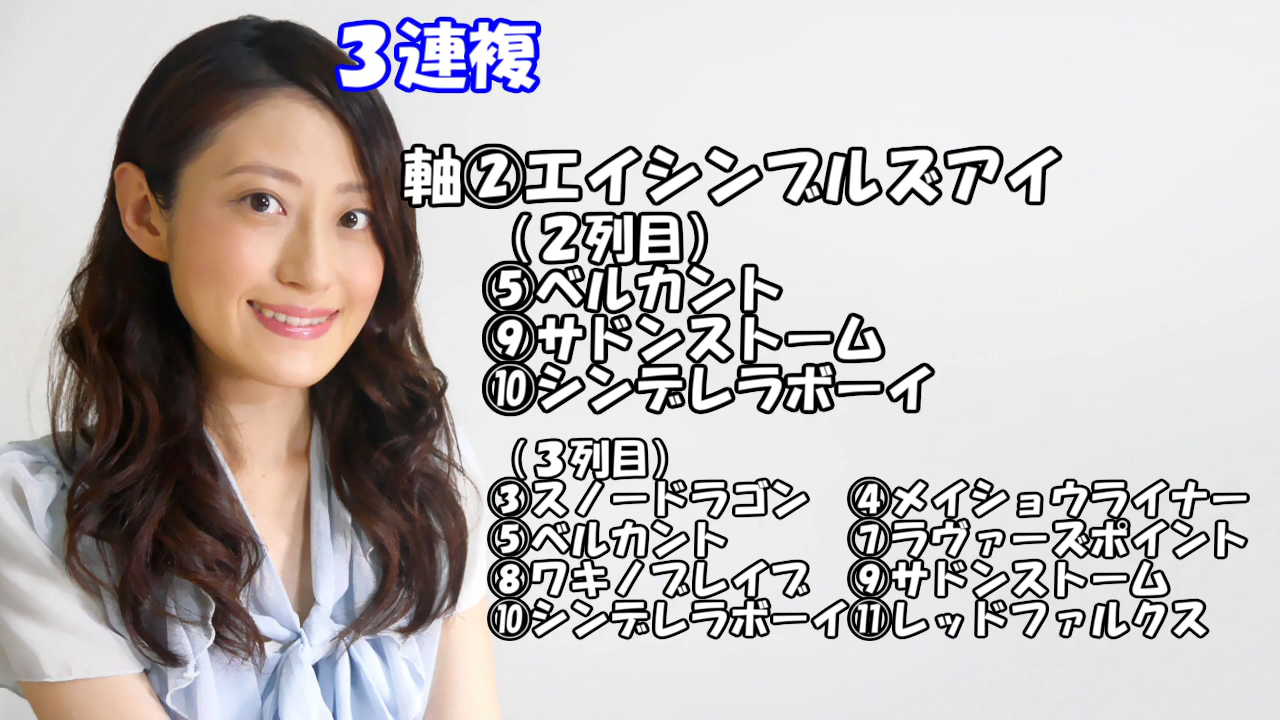 3連複
軸②エイシンブルズアイ
(2列目)
⑤ベルカント
⑨サドンストーム
⑩シンデレラボーイ
(3列目)
③スノードラゴン ④メイショウライナー
⑤ベルカント ⑦ラヴァーズポイント
⑧ワキノブレイブ ⑨サドンストーム
⑩シンデレラボーイ ⑪レッドファルクス